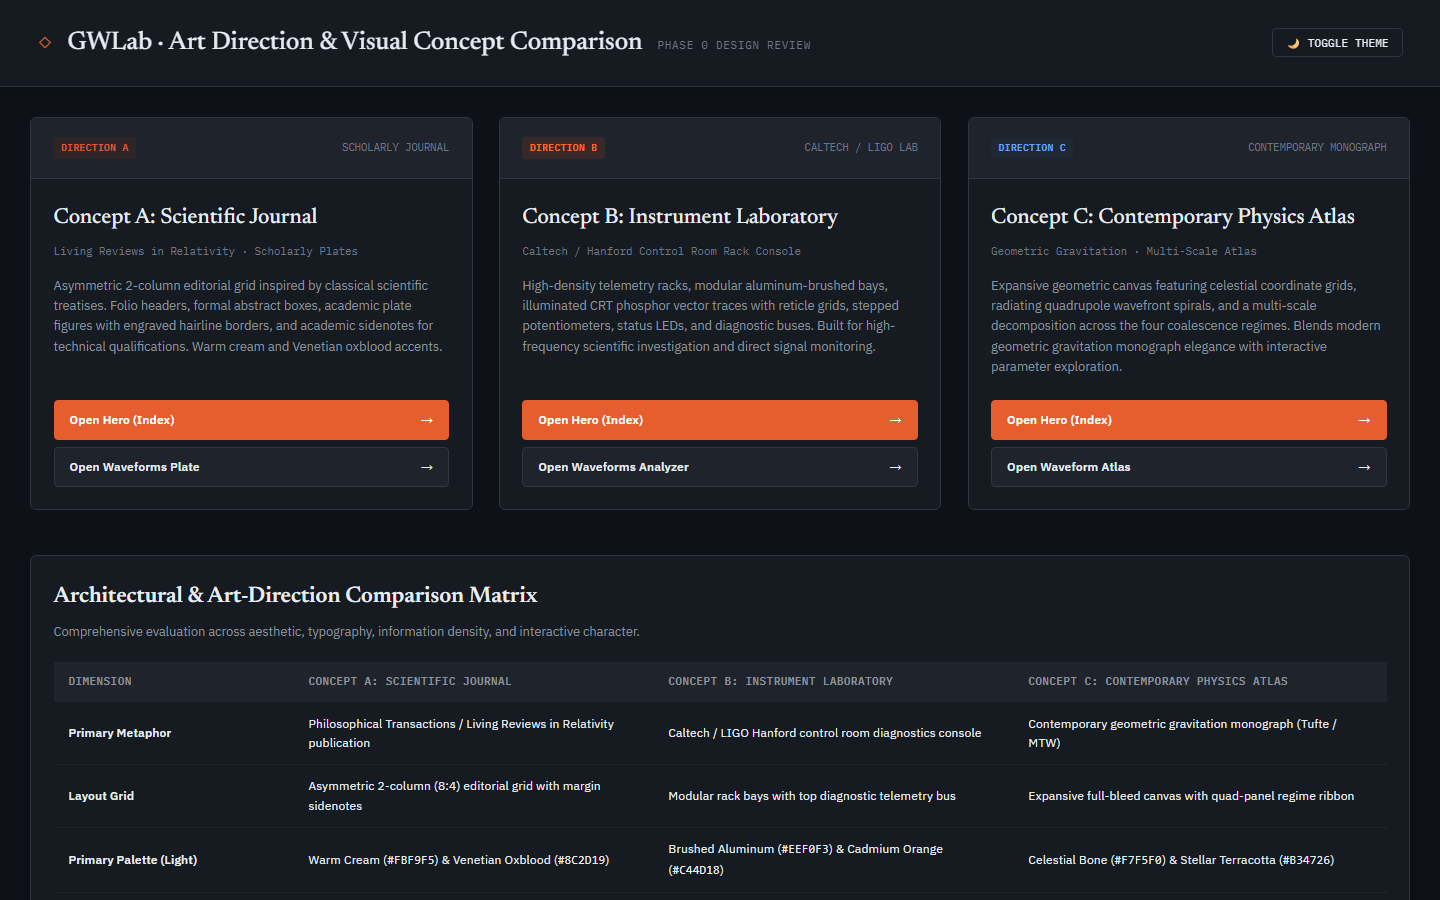 GWLab · Art Direction & Visual Concept Comparison PHASE 0 DESIGN REVIEW
TOGGLE THEME
DIRECTION A SCHOLARLY JOURNAL
Concept A: Scientific Journal
Living Reviews in Relativity · Scholarly Plates
Asymmetric 2-column editorial grid inspired by classical scientific
treatises. Folio headers, formal abstract boxes, academic plate
figures with engraved hairline borders, and academic sidenotes for
technical qualifications. Warm cream and Venetian oxblood accents.
Open Hero (Index) →
Open Waveforms Plate →
DIRECTION B CALTECH / LIGO LAB
Concept B: Instrument Laboratory
Caltech / Hanford Control Room Rack Console
High-density telemetry racks, modular aluminum-brushed bays,
illuminated CRT phosphor vector traces with reticle grids, stepped
potentiometers, status LEDs, and diagnostic buses. Built for high-
frequency scientific investigation and direct signal monitoring.
Open Hero (Index) →
Open Waveforms Analyzer →
DIRECTION C CONTEMPORARY MONOGRAPH
Concept C: Contemporary Physics Atlas
Geometric Gravitation · Multi-Scale Atlas
Expansive geometric canvas featuring celestial coordinate grids,
radiating quadrupole wavefront spirals, and a multi-scale
decomposition across the four coalescence regimes. Blends modern
geometric gravitation monograph elegance with interactive
parameter exploration.
Open Hero (Index) →
Open Waveform Atlas →
Architectural & Art-Direction Comparison Matrix
Comprehensive evaluation across aesthetic, typography, information density, and interactive character.
DIMENSION CONCEPT A: SCIENTIFIC JOURNAL CONCEPT B: INSTRUMENT LABORATORY CONCEPT C: CONTEMPORARY PHYSICS ATLAS
Primary Metaphor
Philosophical Transactions / Living Reviews in Relativity
publication
Caltech / LIGO Hanford control room diagnostics console
Contemporary geometric gravitation monograph (Tufte /
MTW)
Layout Grid
Asymmetric 2-column (8:4) editorial grid with margin
sidenotes
Modular rack bays with top diagnostic telemetry bus
Expansive full-bleed canvas with quad-panel regime ribbon
Primary Palette (Light)
Warm Cream (#FBF9F5) & Venetian Oxblood (#8C2D19)
Brushed Aluminum (#EEF0F3) & Cadmium Orange
(#C44D18)
Celestial Bone (#F7F5F0) & Stellar Terracotta (#B34726)